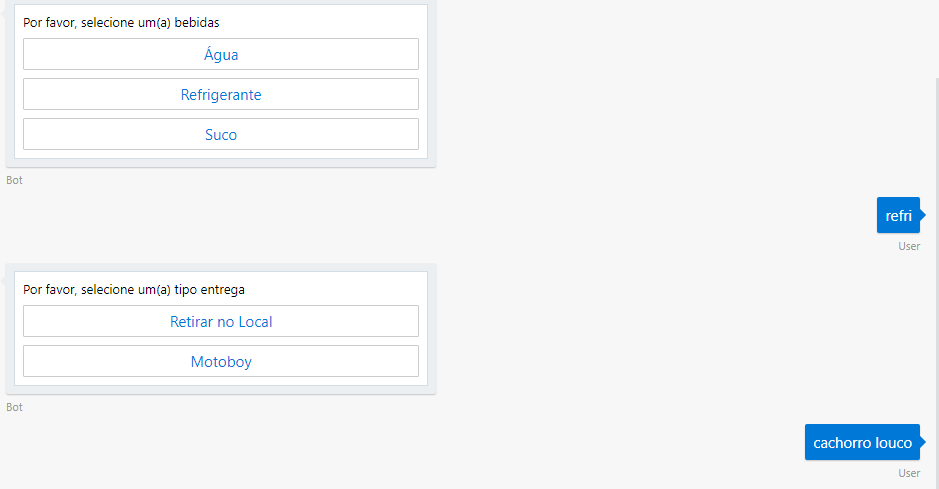 Por favor, selecione um(a) bebidas
Água
Refrigerante
Suco
Bot
refri
User
Por favor, selecione um(a) tipo entrega
Retirar no Local
Motoboy
Bot
cachorro louco
User